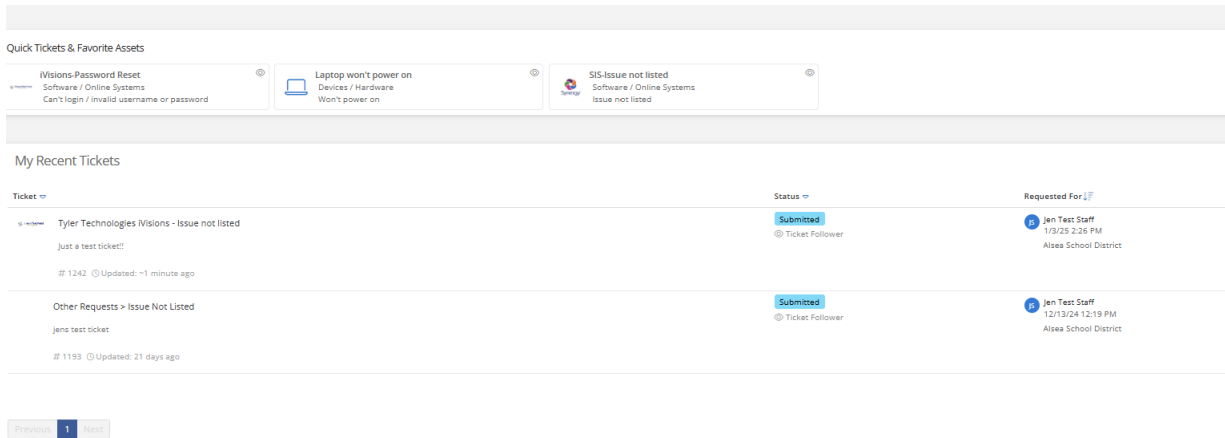 Quick Tickets & Favorite Assets
iVisions-Password Reset
Software / Online Systems
Can't login / invalid username or password
Laptop won't power on
Devices / Hardware
Won't power on
Synergy
SIS-Issue not listed
Software / Online Systems
Issue not listed
My Recent Tickets
Ticket Status Requested For
Tyler Technologies iVisions - Issue not listed
Just a test ticket!!
# 1242 Updated: ~1 minute ago
Submitted
Ticket Follower
JS Jen Test Staff
1/3/25 2:26 PM
Alsea School District
Other Requests > Issue Not Listed
jens test ticket
# 1193 Updated: 21 days ago
Submitted
Ticket Follower
JS Jen Test Staff
12/13/24 12:19 PM
Alsea School District
Previous 1 Next